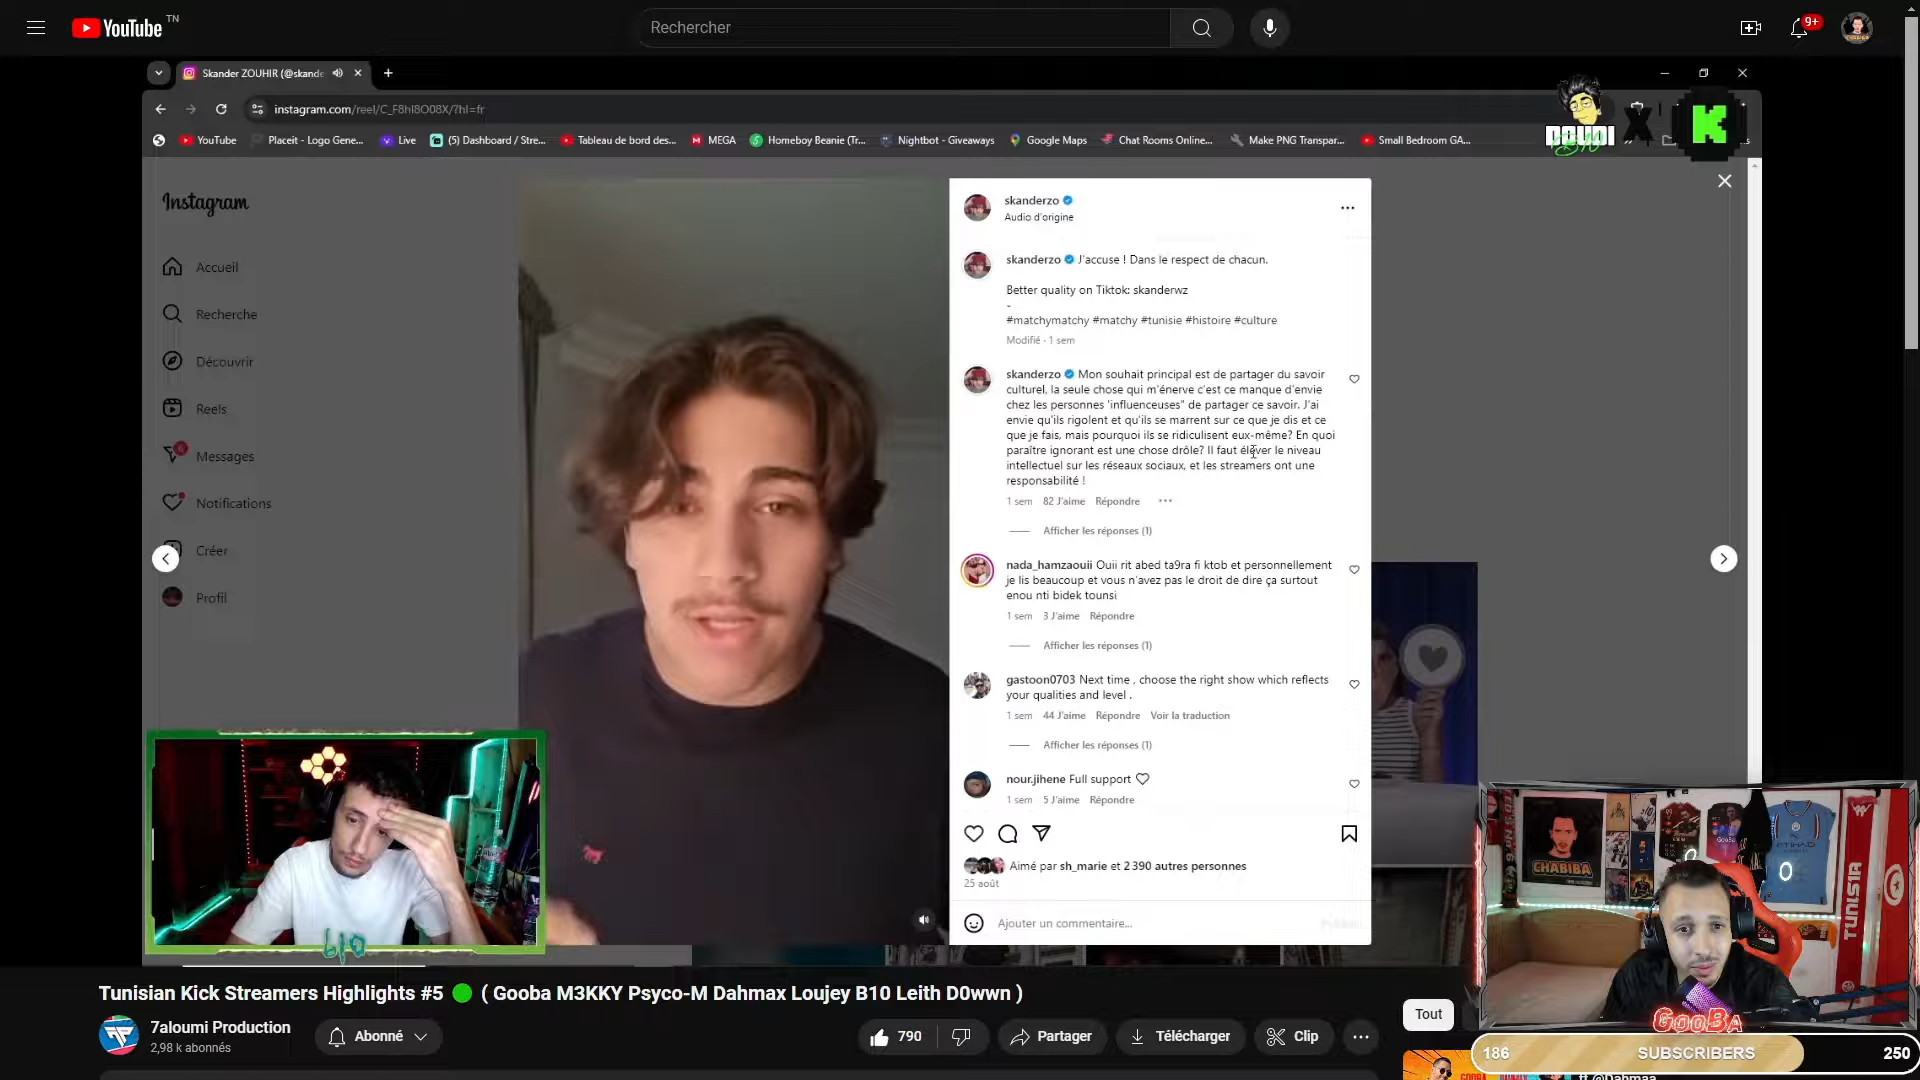 YouTube TN
Rechercher
9+
Skander ZOUHIR (@skande
instagram.com/reel/C_F8hI8O08X/?hl=fr
YouTube
Placeit - Logo Gene...
Live
(5) Dashboard / Stre...
Tableau de bord des...
MEGA
Homeboy Beanie (Tr...
Nightbot - Giveaways
Google Maps
Chat Rooms Online...
Make PNG Transpar...
Small Bedroom GA...
X
K
Instagram
Accueil
Recherche
Découvrir
Reels
6
Messages
Notifications
Créer
Profil
skanderzo
Audio d'origine
skanderzo J'accuse ! Dans le respect de chacun.
Better quality on Tiktok: skanderwz
-
#matchymatchy #matchy #tunisie #histoire #culture
Modifié · 1 sem
skanderzo Mon souhait principal est de partager du savoir
culturel, la seule chose qui m'énerve c'est ce manque d'envie
chez les personnes 'influenceuses" de partager ce savoir. J'ai
envie qu'ils rigolent et qu'ils se marrent sur ce que je dis et ce
que je fais, mais pourquoi ils se ridiculisent eux-même? En quoi
paraître ignorant est une chose drôle? Il faut élever le niveau
intellectuel sur les réseaux sociaux, et les streamers ont une
responsabilité !
1 sem 82 J'aime Répondre
Afficher les réponses (1)
nada_hamzaouii Ouii rit abed ta9ra fi ktob et personnellement
je lis beaucoup et vous n'avez pas le droit de dire ça surtout
enou nti bidek tounsi
1 sem 3 J'aime Répondre
Afficher les réponses (1)
gastoon0703 Next time , choose the right show which reflects
your qualities and level .
1 sem 44 J'aime Répondre Voir la traduction
Afficher les réponses (1)
nour.jihene Full support
1 sem 5 J'aime Répondre
Aimé par sh_marie et 2 390 autres personnes
25 août
Ajouter un commentaire...
Publier
CHABIBA
ETIHAD
TUNISIA
GOOBA
186 SUBSCRIBERS 250
Tunisian Kick Streamers Highlights #5 ( Gooba M3KKY Psyco-M Dahmax Loujey B10 Leith D0wwn )
7aloumi Production
2,98 k abonnés
Abonné
790
Partager
Télécharger
Clip
Tout
ft @Dahmaa